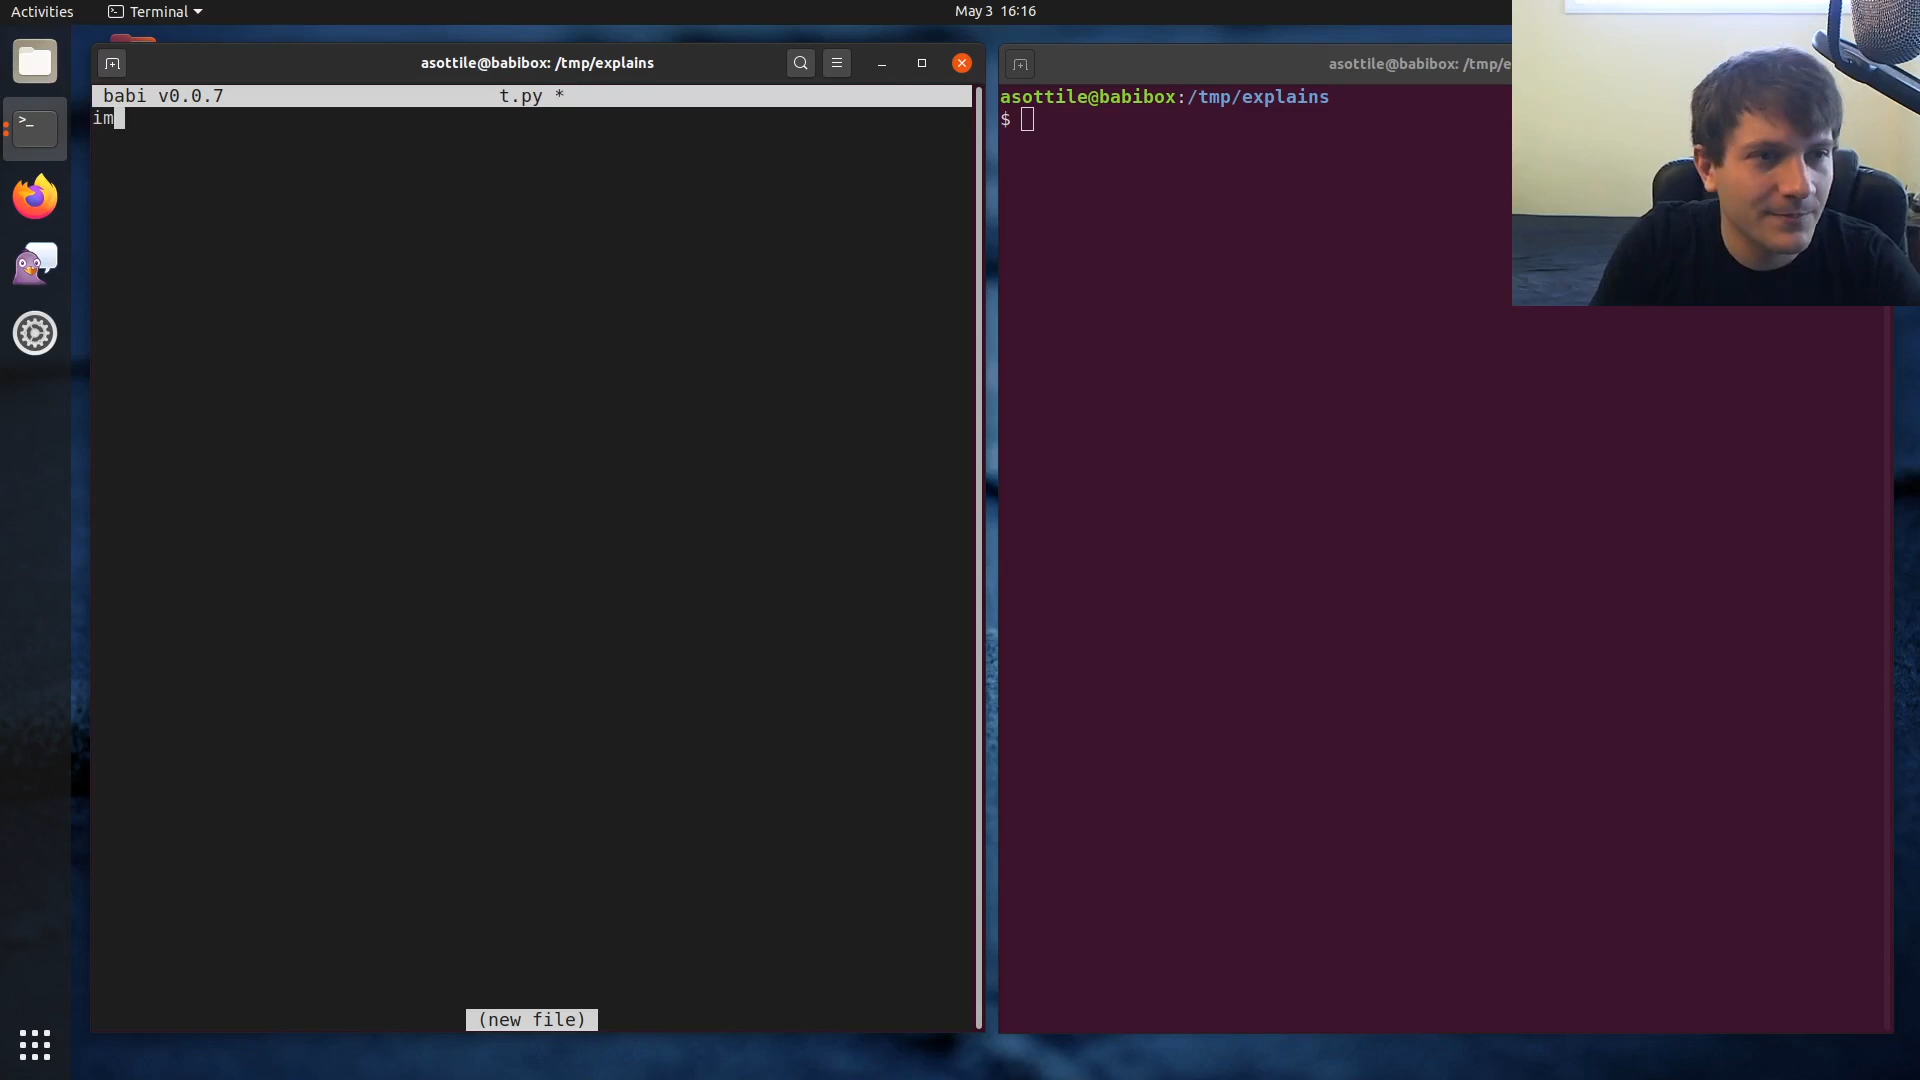 Activities
Terminal
May 3 16:16
asottile@babibox: /tmp/explains
babi v0.0.7
t.py *
im
(new file)
asottile@babibox: /tmp/e
asottile@babibox:/tmp/explains
$